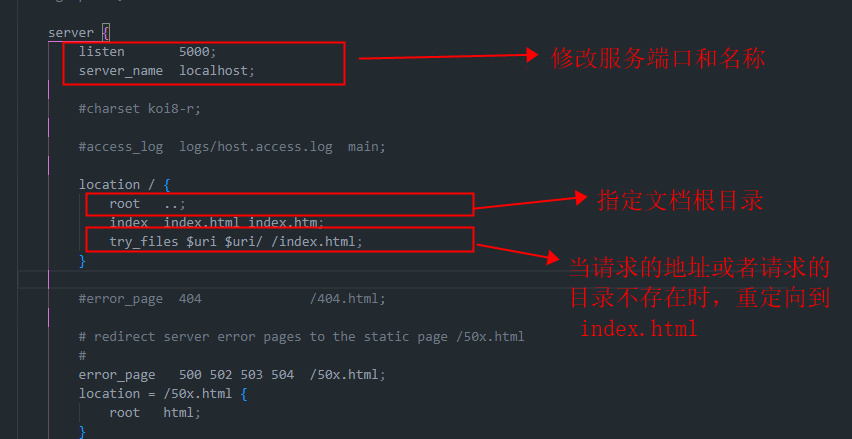 server {
listen 5000;
修改服务端口和名称
server_name localhost;
#charset koi8-r;
#access_log logs/host.access.log main;
location / {
root ..;
指定文档根目录
index index.html index.htm;
try_files $uri $uri/ /index.html;
}
当请求的地址或者请求的
目录不存在时，重定向到
index.html
#error_page 404 /404.html;
# redirect server error pages to the static page /50x.html
#
error_page 500 502 503 504 /50x.html;
location = /50x.html {
root html;
}